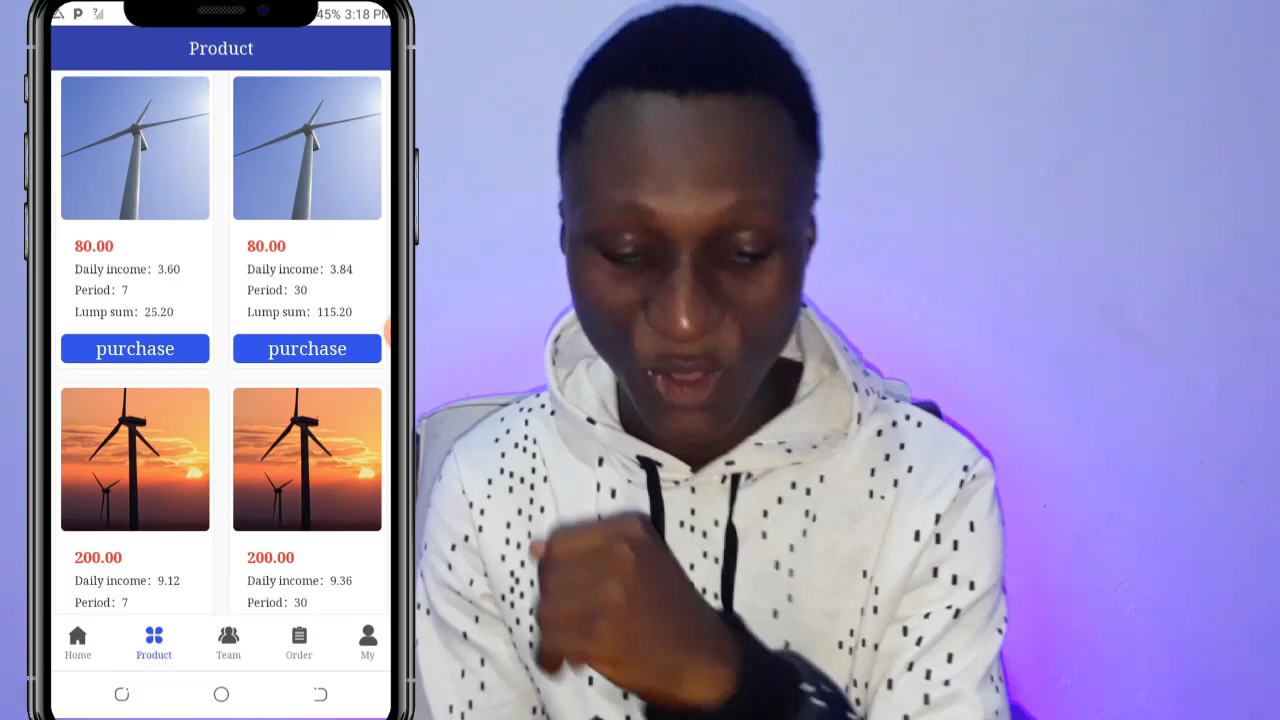 45% 3:18 PM
Product
80.00
Daily income: 3.60
Period: 7
Lump sum: 25.20
purchase
80.00
Daily income: 3.84
Period: 30
Lump sum: 115.20
purchase
200.00
Daily income: 9.12
Period: 7
200.00
Daily income: 9.36
Period: 30
Home
Product
Team
Order
My